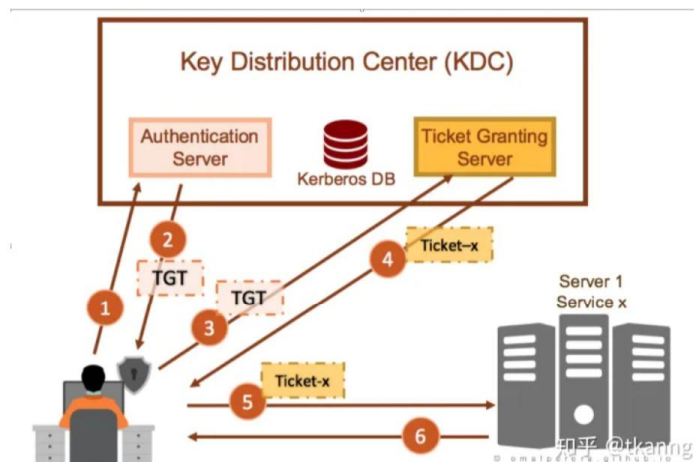 Key Distribution Center (KDC)
Authentication
Server
Kerberos DB
Ticket Granting
Server
2
4
Ticket–x
TGT
TGT
1
3
Server 1
Service x
5
Ticket-x
6
知乎 @tkanng